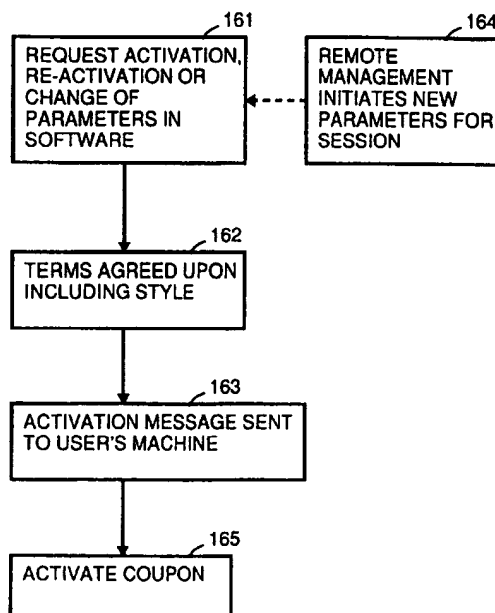 161
REQUEST ACTIVATION,
RE-ACTIVATION OR
CHANGE OF
PARAMETERS IN
SOFTWARE
164
REMOTE
MANAGEMENT
INITIATES NEW
PARAMETERS FOR
SESSION
162
TERMS AGREED UPON
INCLUDING STYLE
163
ACTIVATION MESSAGE SENT
TO USER'S MACHINE
165
ACTIVATE COUPON